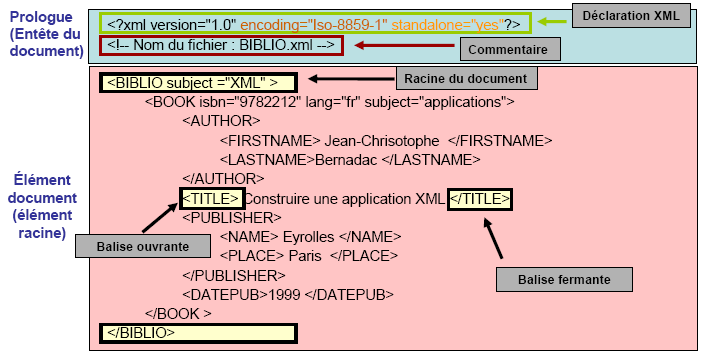 Prologue
(Entête du
document)
<?xml version="1.0" encoding="Iso-8859-1" standalone="yes"?>
Déclaration XML
<!-- Nom du fichier : BIBLIO.xml -->
Commentaire
<BIBLIO subject ="XML" >
Racine du document
<BOOK isbn="9782212" lang="fr" subject="applications">
<AUTHOR>
<FIRSTNAME> Jean-Chrisotophe </FIRSTNAME>
<LASTNAME>Bernadac </LASTNAME>
</AUTHOR>
Élément
document
(élément
racine)
<TITLE> Construire une application XML </TITLE>
<PUBLISHER>
Balise ouvrante
<NAME> Eyrolles </NAME>
<PLACE> Paris </PLACE>
</PUBLISHER>
Balise fermante
<DATEPUB>1999 </DATEPUB>
</BOOK >
</BIBLIO>